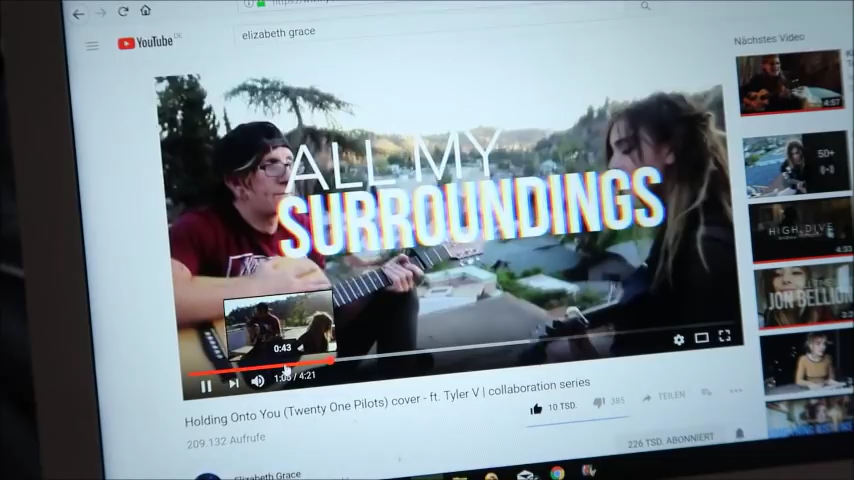 YouTube
elizabeth grace
Nächstes Video
ALL MY
SURROUNDINGS
4:57
50+
HIGH DIVE
4:33
JON BELLION
0:43
1:05 / 4:21
Holding Onto You (Twenty One Pilots) cover - ft. Tyler V | collaboration series
209.132 Aufrufe
10 TSD.
385
TEILEN
226 TSD. ABONNIERT
Elizabeth Grace